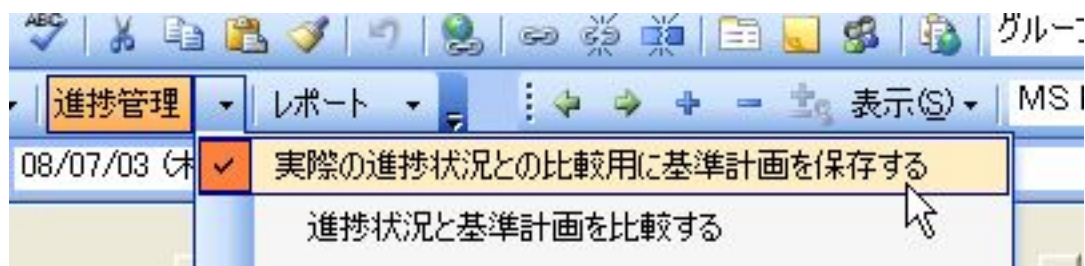 ABC
グループ
進捗管理 レポート 表示(S) MS
08/07/03 (木
実際の進捗状況との比較用に基準計画を保存する
進捗状況と基準計画を比較する